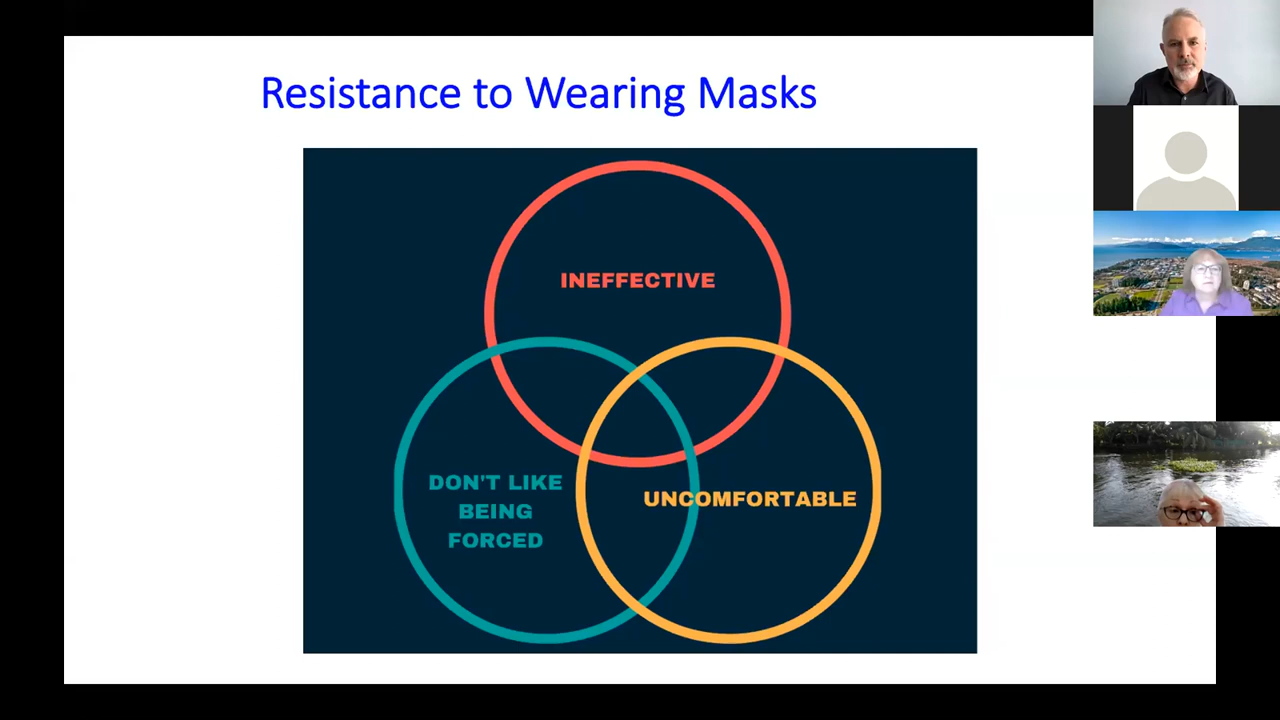 Resistance to Wearing Masks
INEFFECTIVE
DON'T LIKE
BEING
FORCED
UNCOMFORTABLE